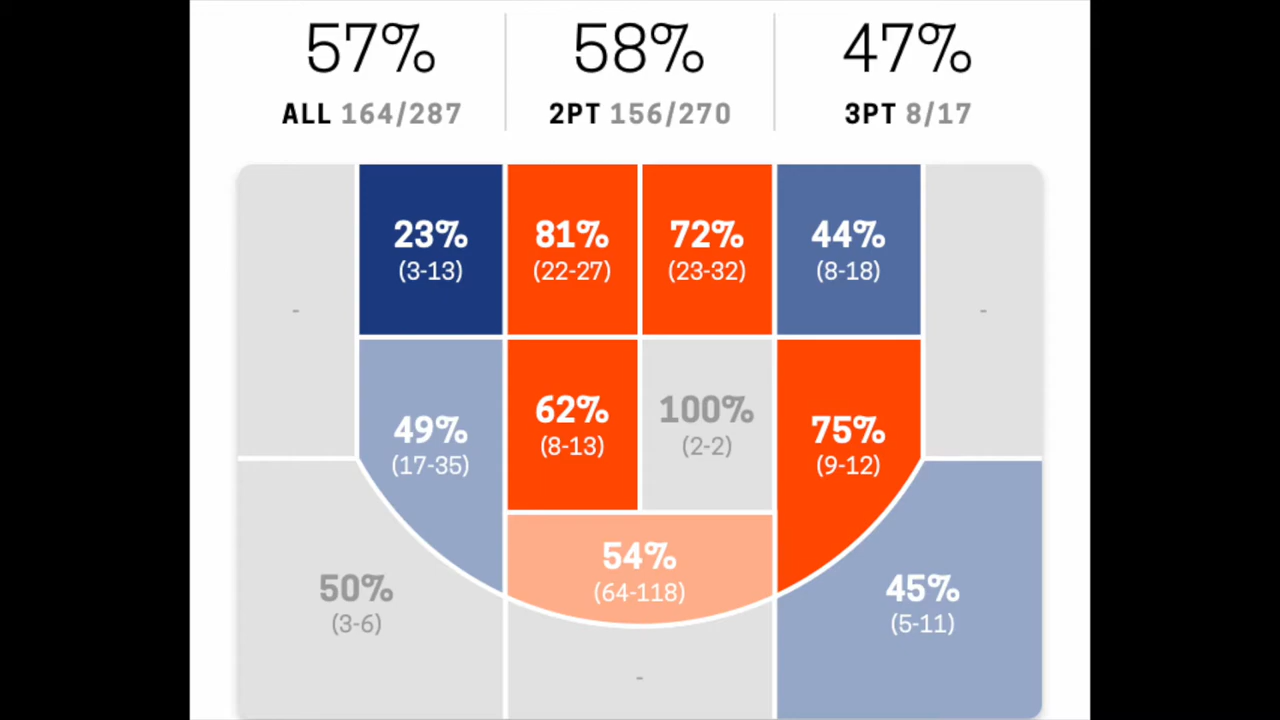 57% 58% 47%
ALL 164/287 2PT 156/270 3PT 8/17
23% 81% 72% 44%
(3-13) (22-27) (23-32) (8-18)
- -
49% 62% 100% 75%
(17-35) (8-13) (2-2) (9-12)
50% 54% 45%
(3-6) (64-118) (5-11)
-